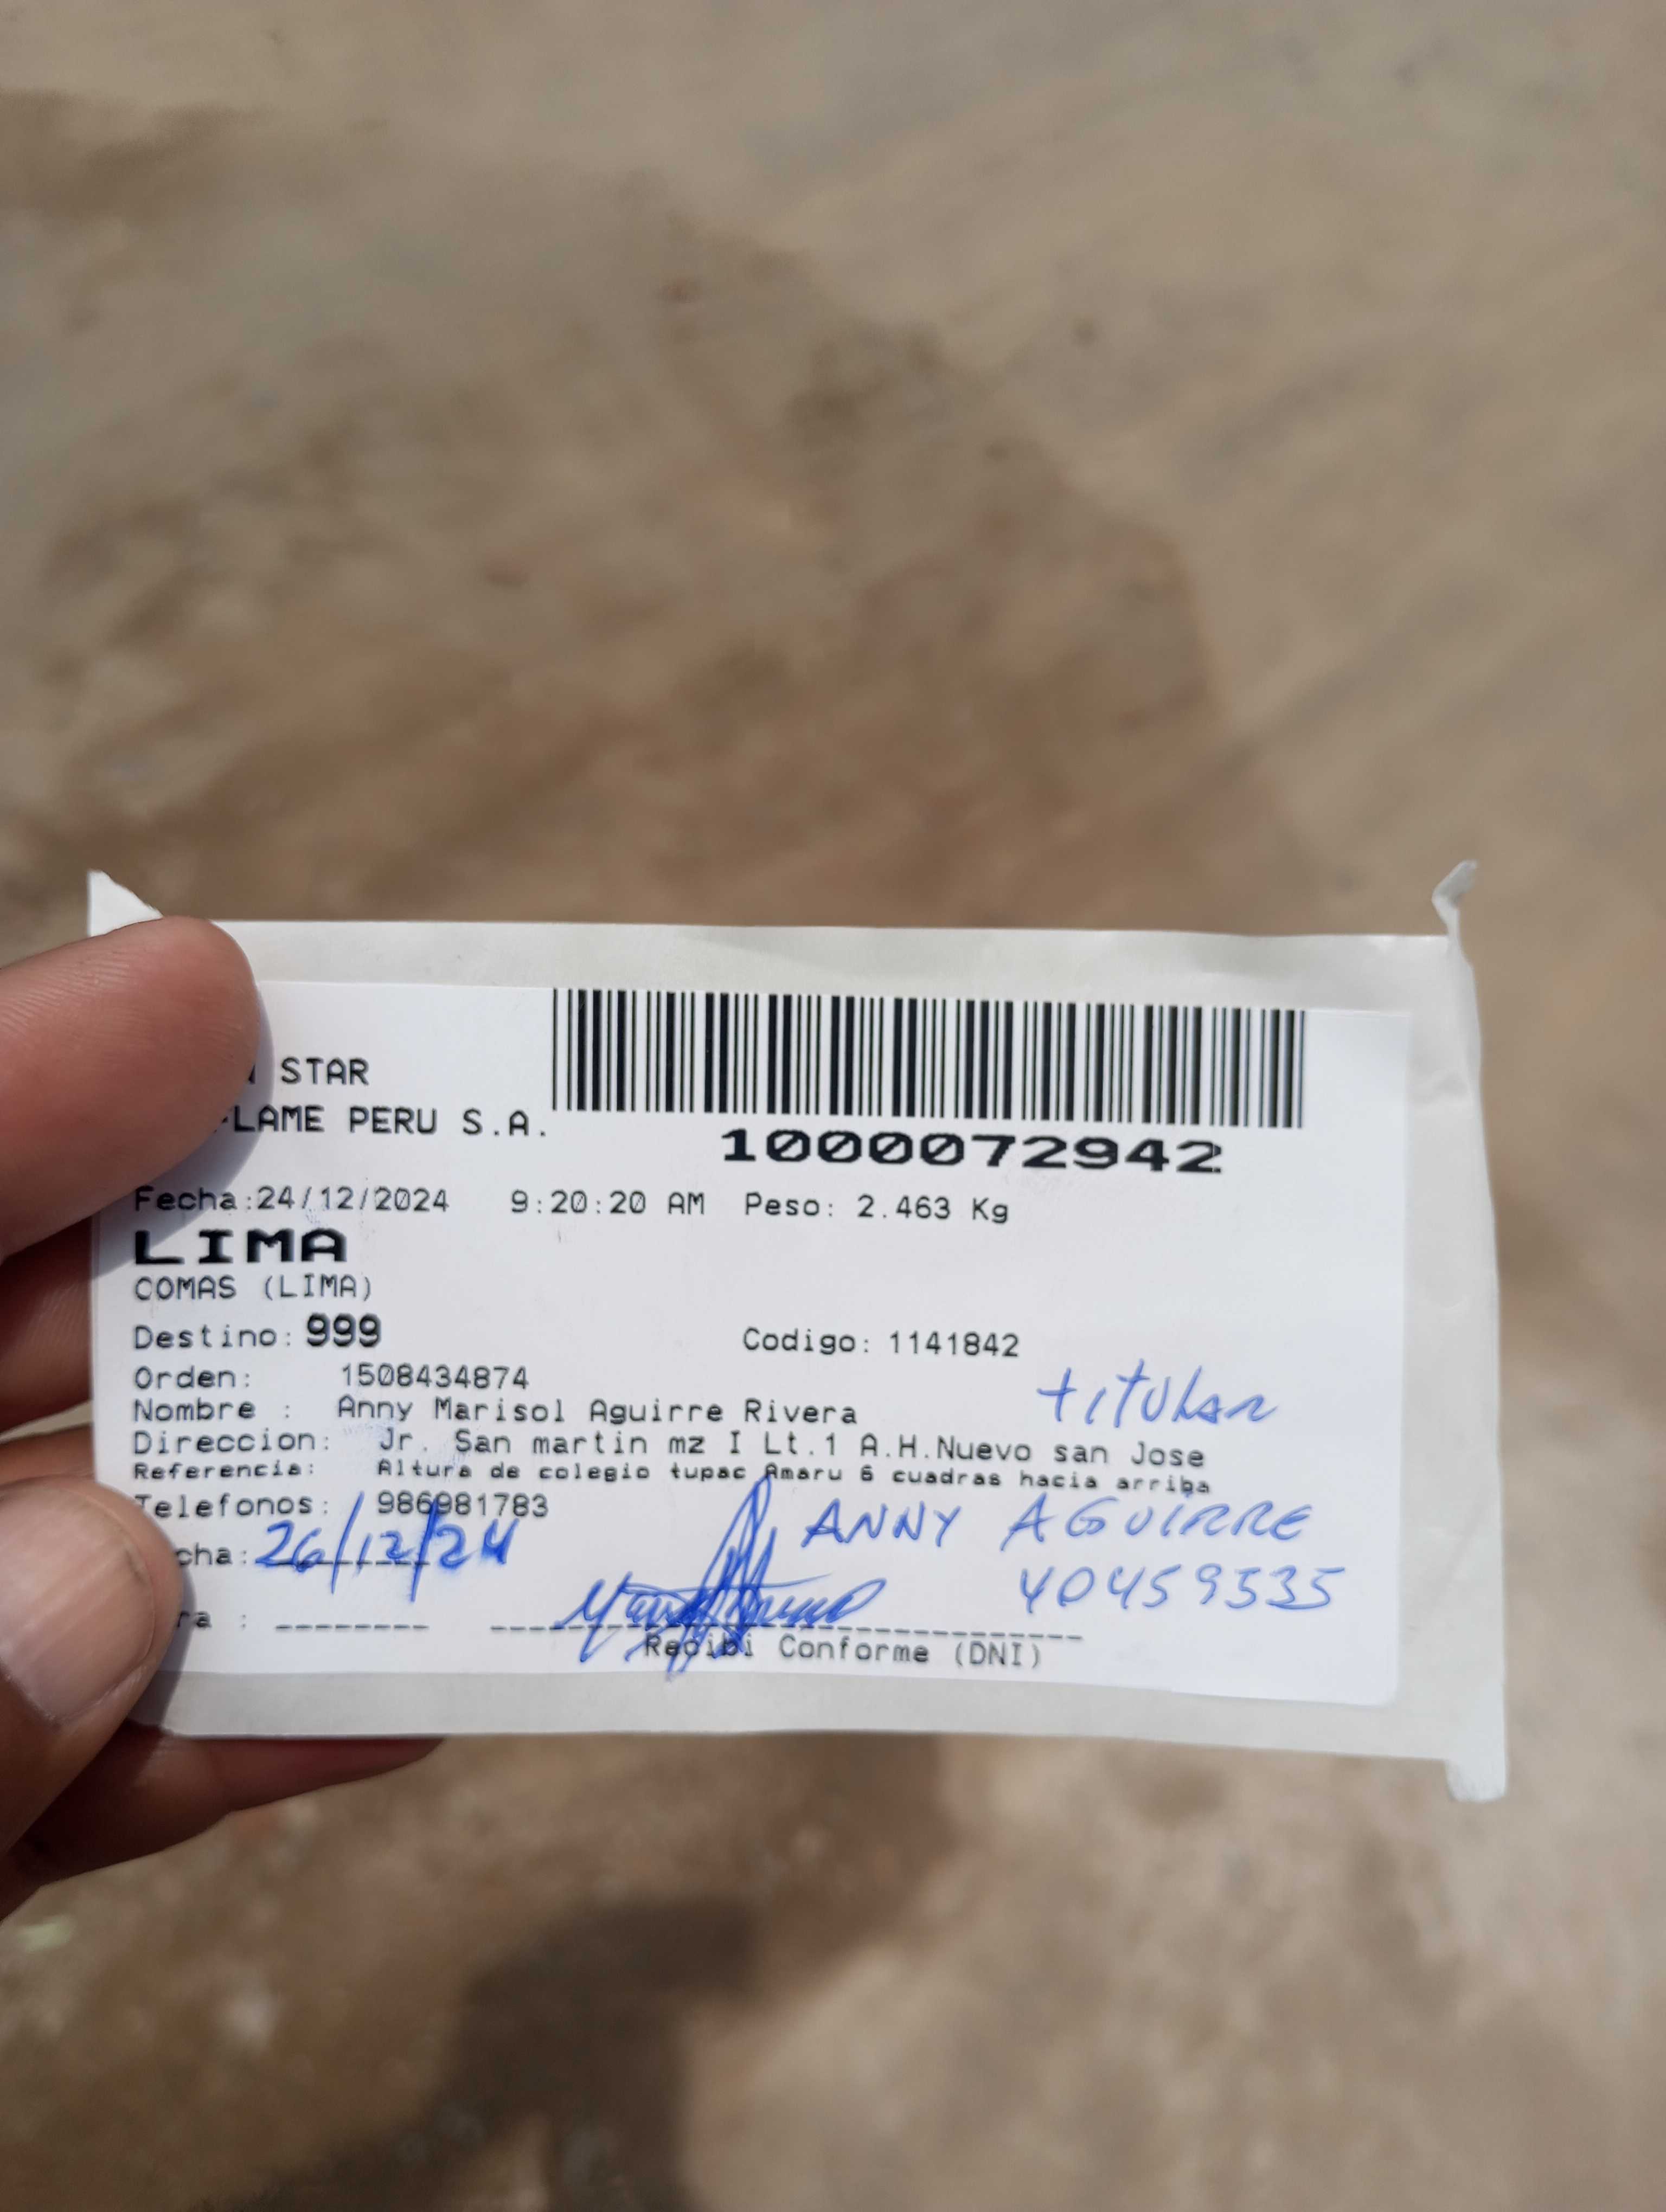 STAR
LAME PERU S.A.
1000072942
Fecha:24/12/2024 9:20:20 AM Peso: 2.463 Kg
LIMA
COMAS (LIMA)
Destino: 999 Codigo: 1141842
Orden: 1508434874
titular
Nombre : Anny Marisol Aguirre Rivera
Direccion: Jr. San martin mz I Lt.1 A.H.Nuevo san Jose
Referencia: Altura de colegio tupac Amaru 6 cuadras hacia arriba
Telefonos: 986981783
ANNY AGUIRRE
cha: 26/12/24
40459535
ra :
Recibi Conforme (DNI)